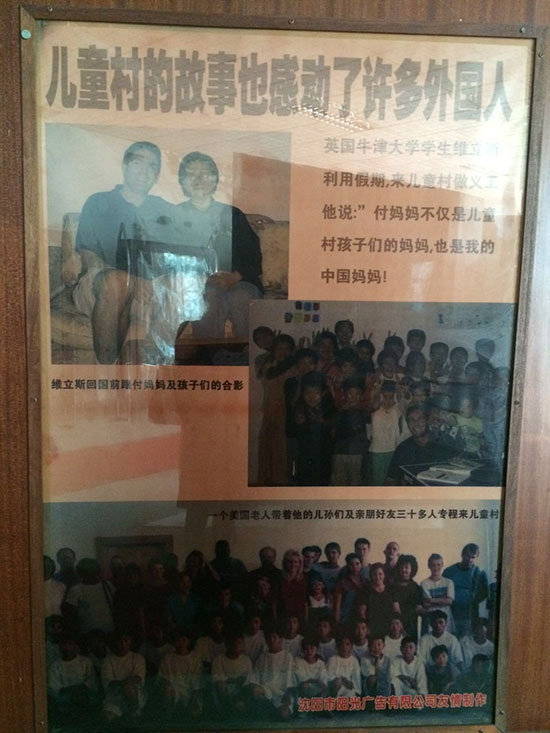 儿童村的故事也感动了许多外国人
英国牛津大学学生维立斯
利用假期,来儿童村做义工
他说:”付妈妈不仅是儿童
村孩子们的妈妈,也是我的
中国妈妈!
维立斯回国前跟付妈妈及孩子们的合影
一个美国老人带着他的儿孙们及亲朋好友三十多人专程来儿童村
沈阳市阳光广告有限公司友情制作